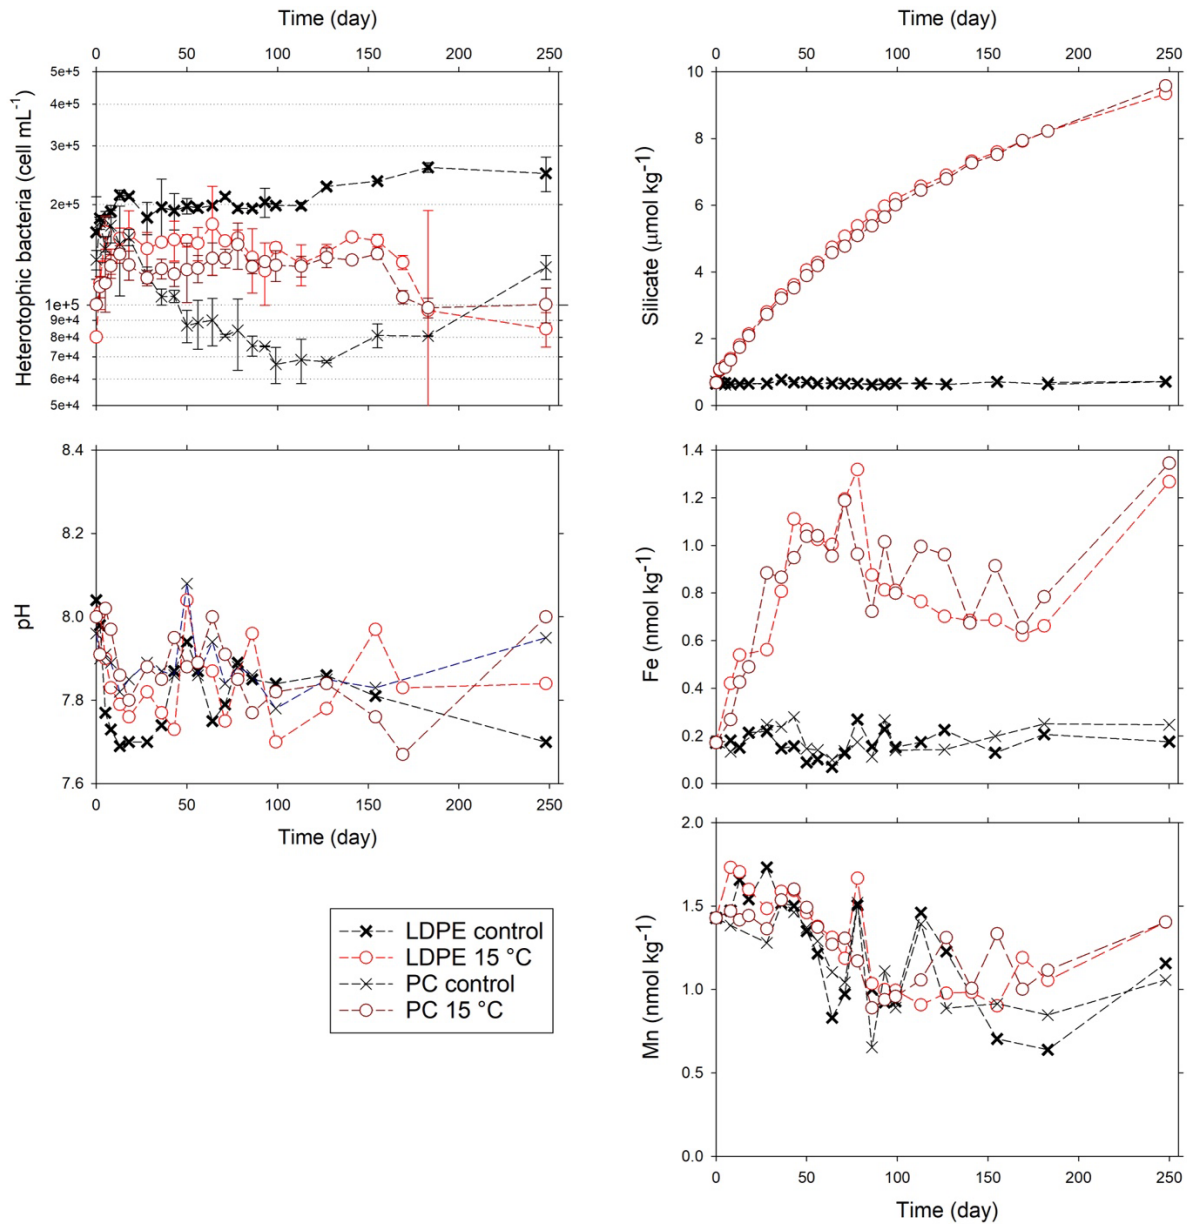 Time (day)
0 50 100 150 200 250
5e+5
4e+5
3e+5
2e+5
1e+5
9e+4
8e+4
7e+4
6e+4
5e+4
Heterotophic bacteria (cell mL-1)
Time (day)
0 50 100 150 200 250
10
8
6
4
2
0
Silicate (μmol kg-1)
8.4
8.2
8.0
7.8
7.6
pH
0 50 100 150 200 250
Time (day)
1.4
1.2
1.0
0.8
0.6
0.4
0.2
0.0
Fe (nmol kg-1)
LDPE control
LDPE 15 °C
PC control
PC 15 °C
2.0
1.5
1.0
0.5
0.0
Mn (nmol kg-1)
0 50 100 150 200 250
Time (day)